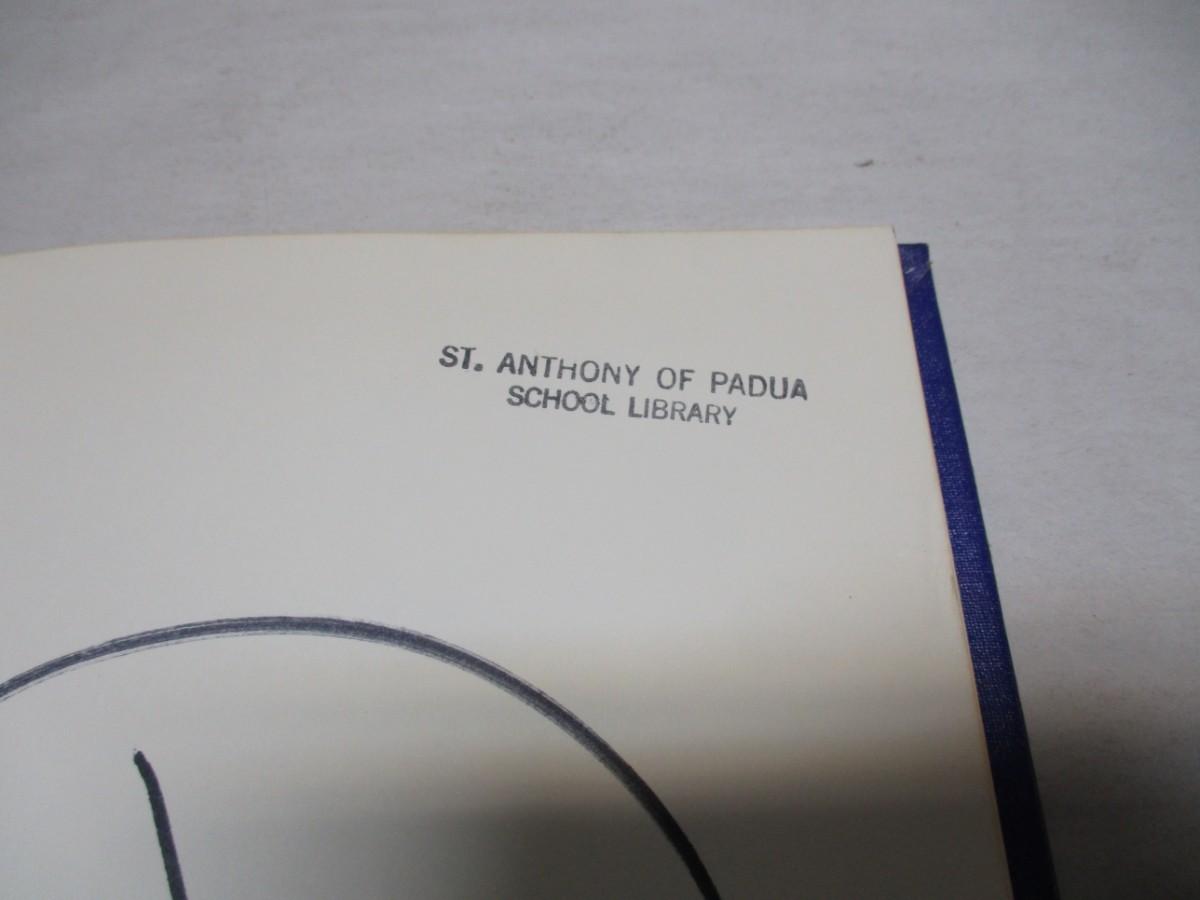 ST. ANTHONY OF PADUA
SCHOOL LIBRARY